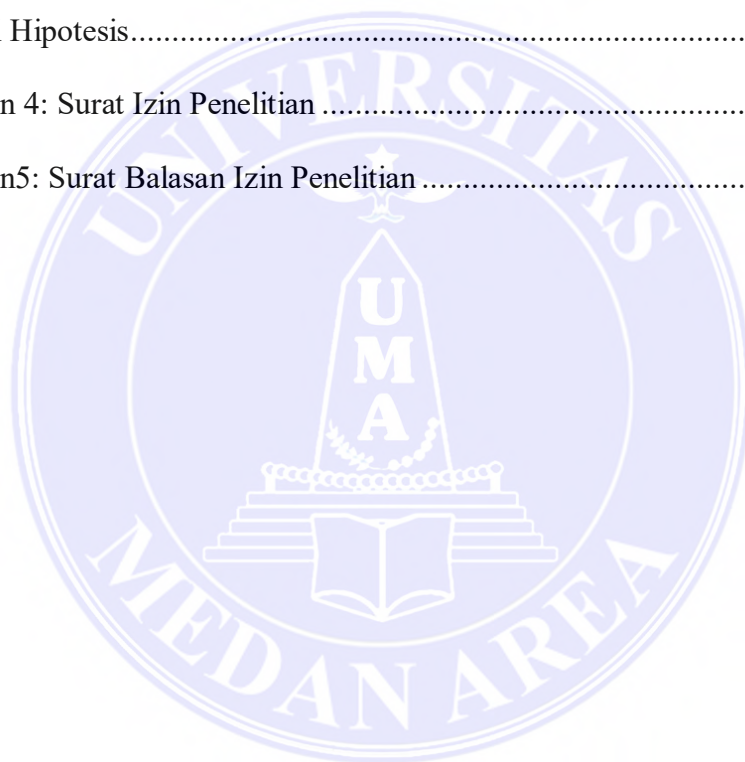 Hipotesis
n 4: Surat Izin Penelitian
n5: Surat Balasan Izin Penelitian
UNIVERSITAS
U
M
A
MEDAN AREA